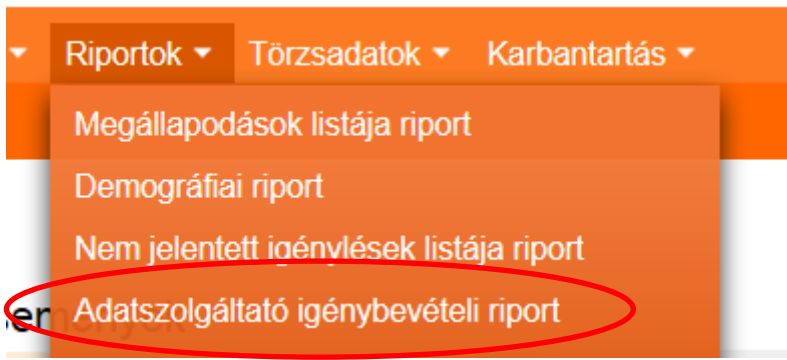 Riportok Törzsadatok Karbantartás
Megállapodások listája riport
Demográfiai riport
Nem jelentett igénylések listája riport
Adatszolgáltató igénybevételi riport